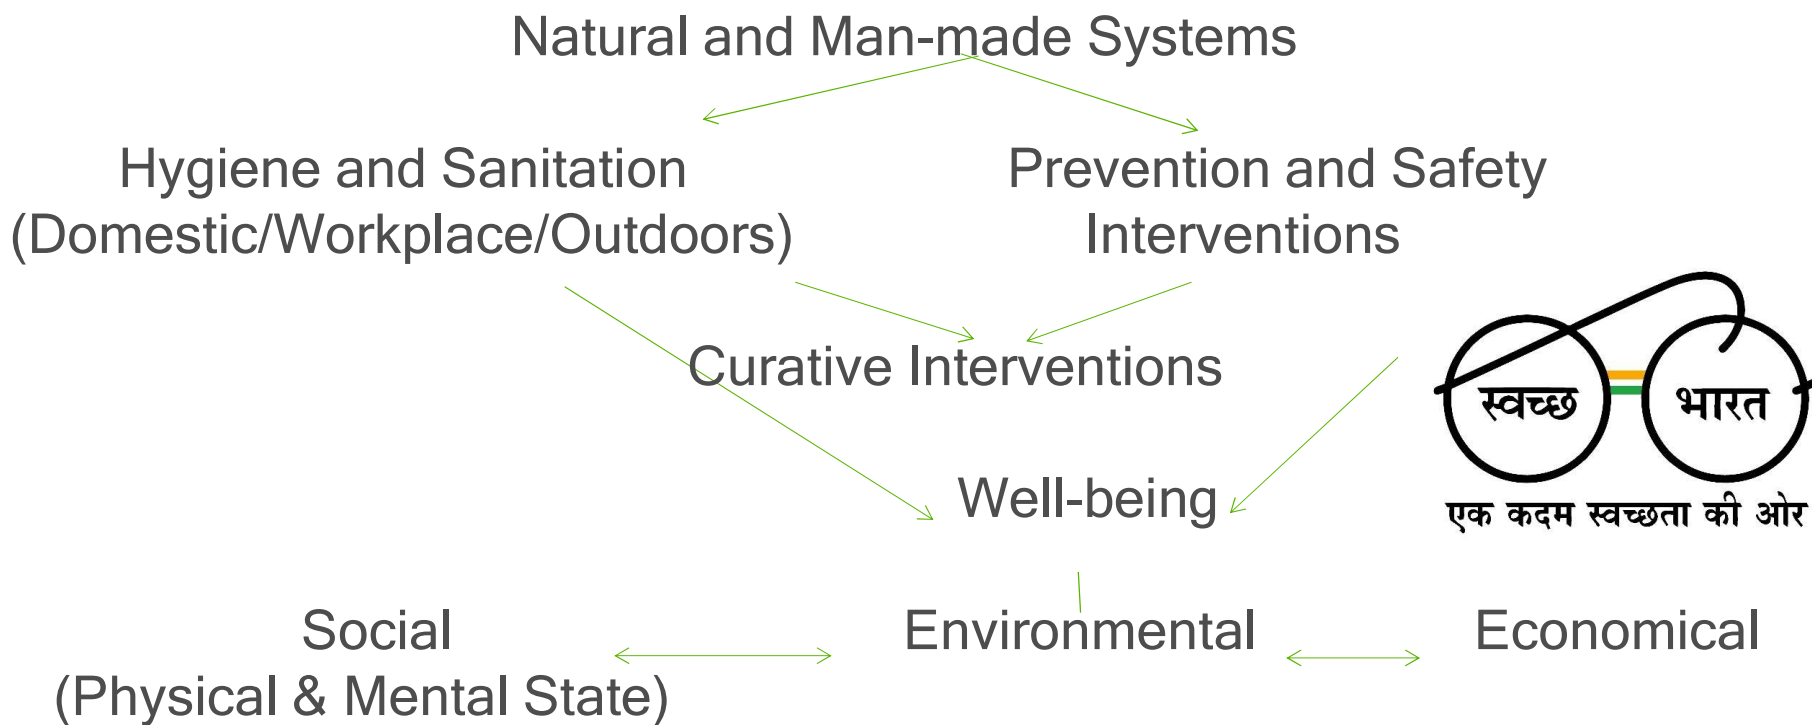 Natural and Man-made Systems
Hygiene and Sanitation
(Domestic/Workplace/Outdoors)
Prevention and Safety
Interventions
Curative Interventions
स्वच्छ
भारत
एक कदम स्वच्छता की ओर
Well-being
Social
(Physical & Mental State)
Environmental
Economical